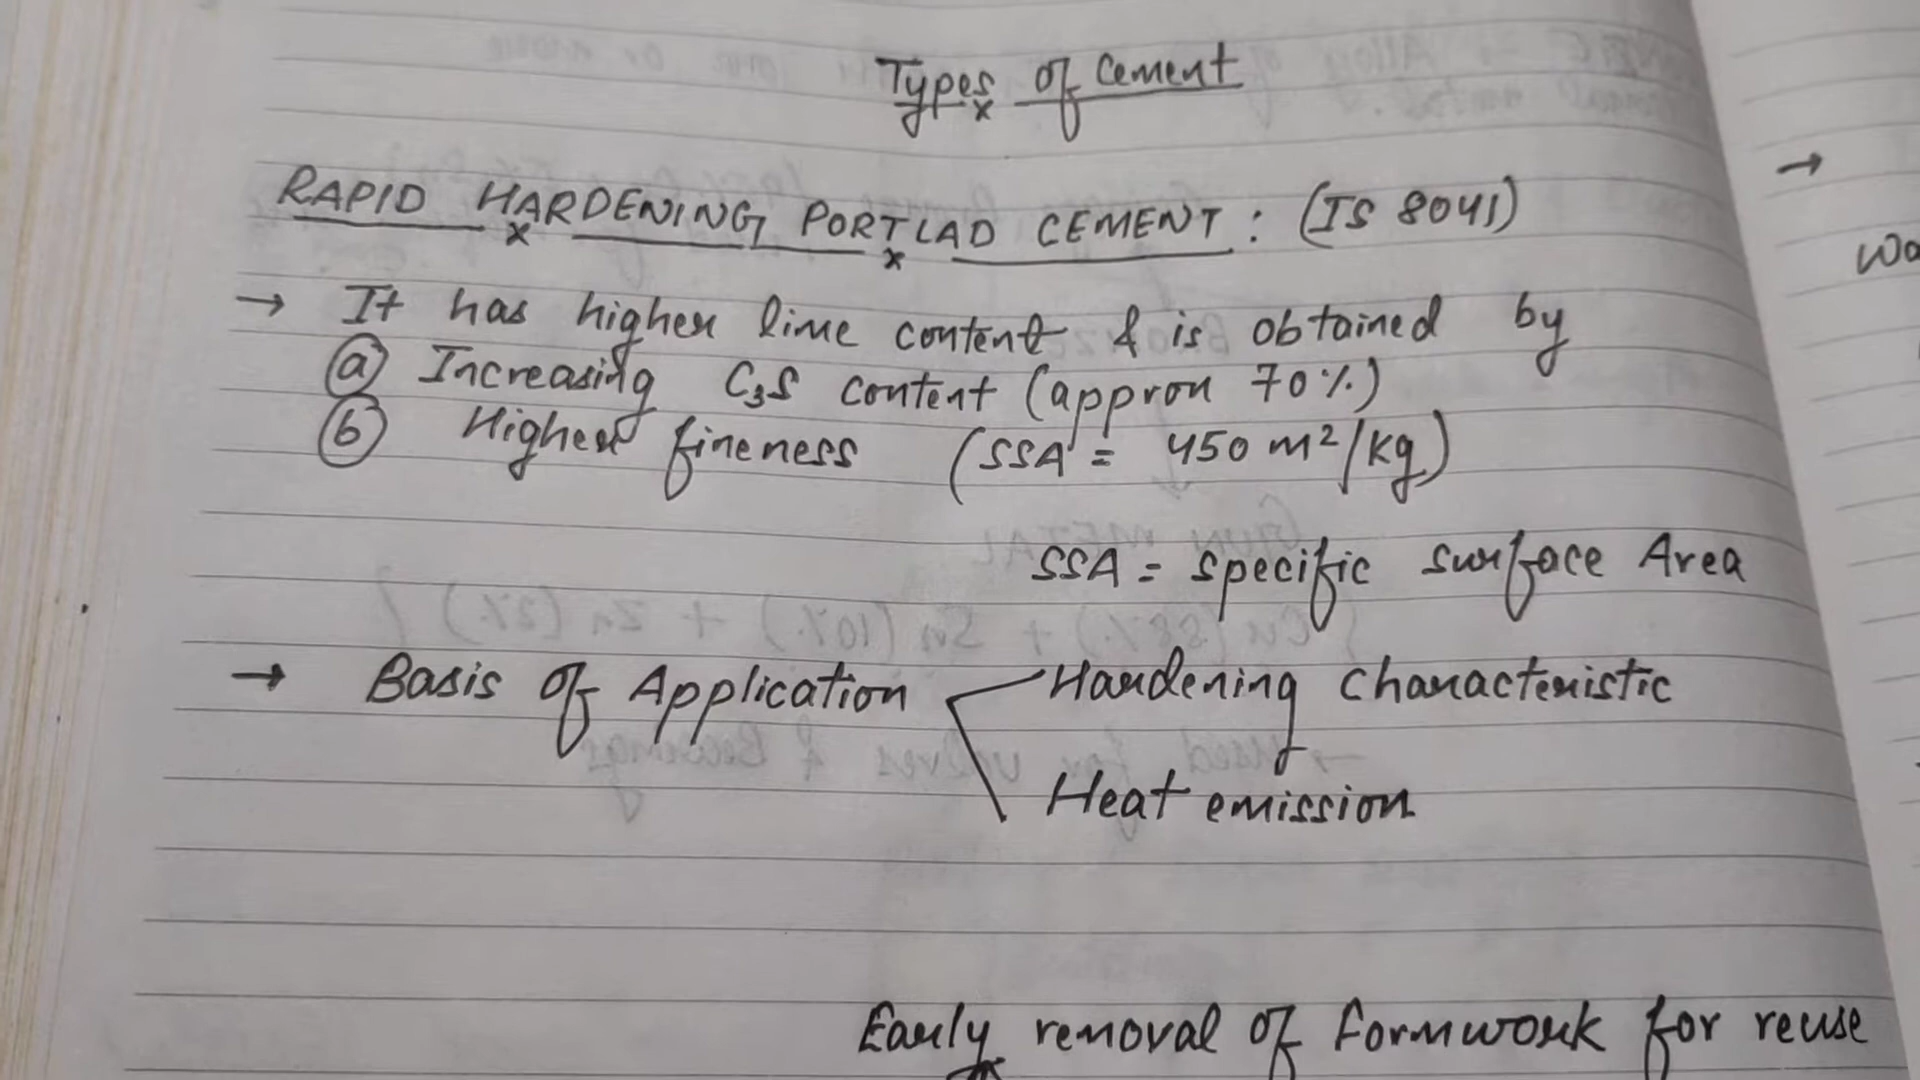 Types of Cement
RAPID HARDENING PORTLAD CEMENT : (IS 8041)
→ It has higher lime content & is obtained by
(a) Increasing C₃S content (approx 70%)
(b) Higher fineness (SSA = 450 m²/kg)
SSA = specific surface Area
→ Basis of Application
Hardening characteristic
Heat emission
Early removal of formwork for reuse
→